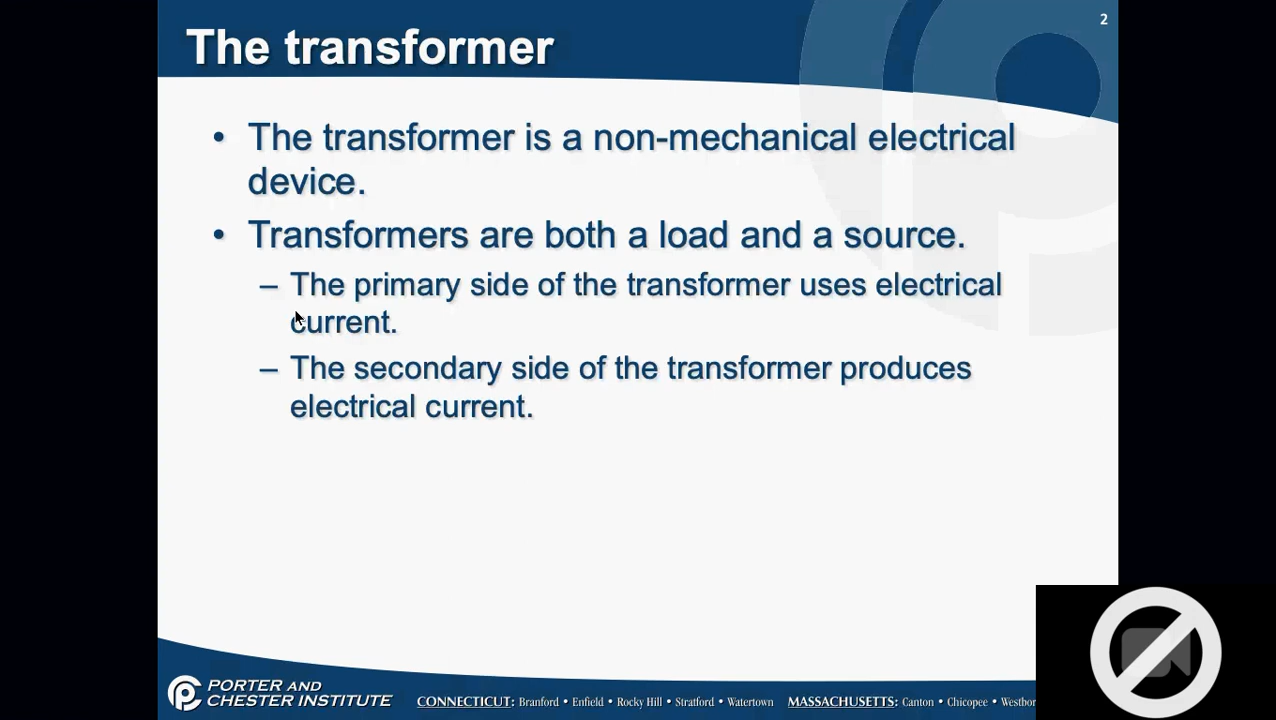 2
The transformer
• The transformer is a non-mechanical electrical
device.
• Transformers are both a load and a source.
– The primary side of the transformer uses electrical
current.
– The secondary side of the transformer produces
electrical current.
PORTER AND
CHESTER INSTITUTE
CONNECTICUT: Branford • Enfield • Rocky Hill • Stratford • Watertown MASSACHUSETTS: Canton • Chicopee • Westbor